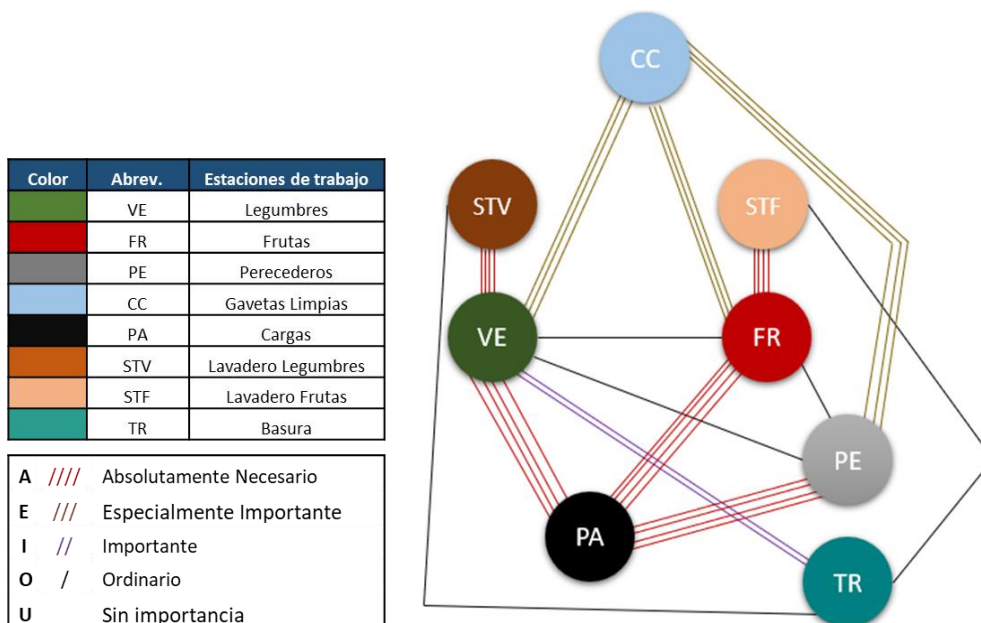 Color Abrev. Estaciones de trabajo
VE Legumbres
FR Frutas
PE Perecederos
CC Gavetas Limpias
PA Cargas
STV Lavadero Legumbres
STF Lavadero Frutas
TR Basura
A //// Absolutamente Necesario
E /// Especialmente Importante
I // Importante
O / Ordinario
U Sin importancia
CC
STV
STF
VE
FR
PE
PA
TR